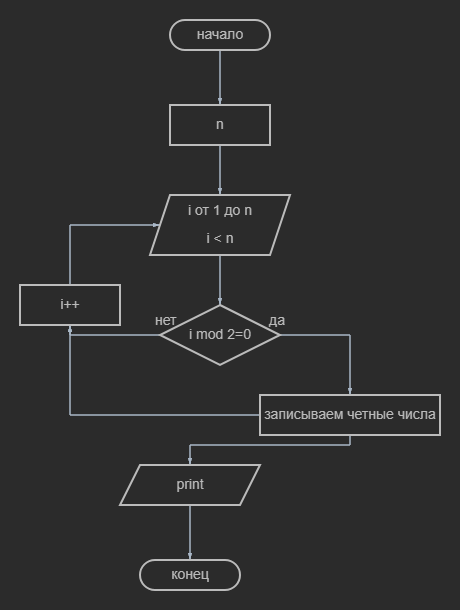 начало
n
i от 1 до n
i < n
i++
нет
i mod 2=0
да
записываем четные числа
print
конец